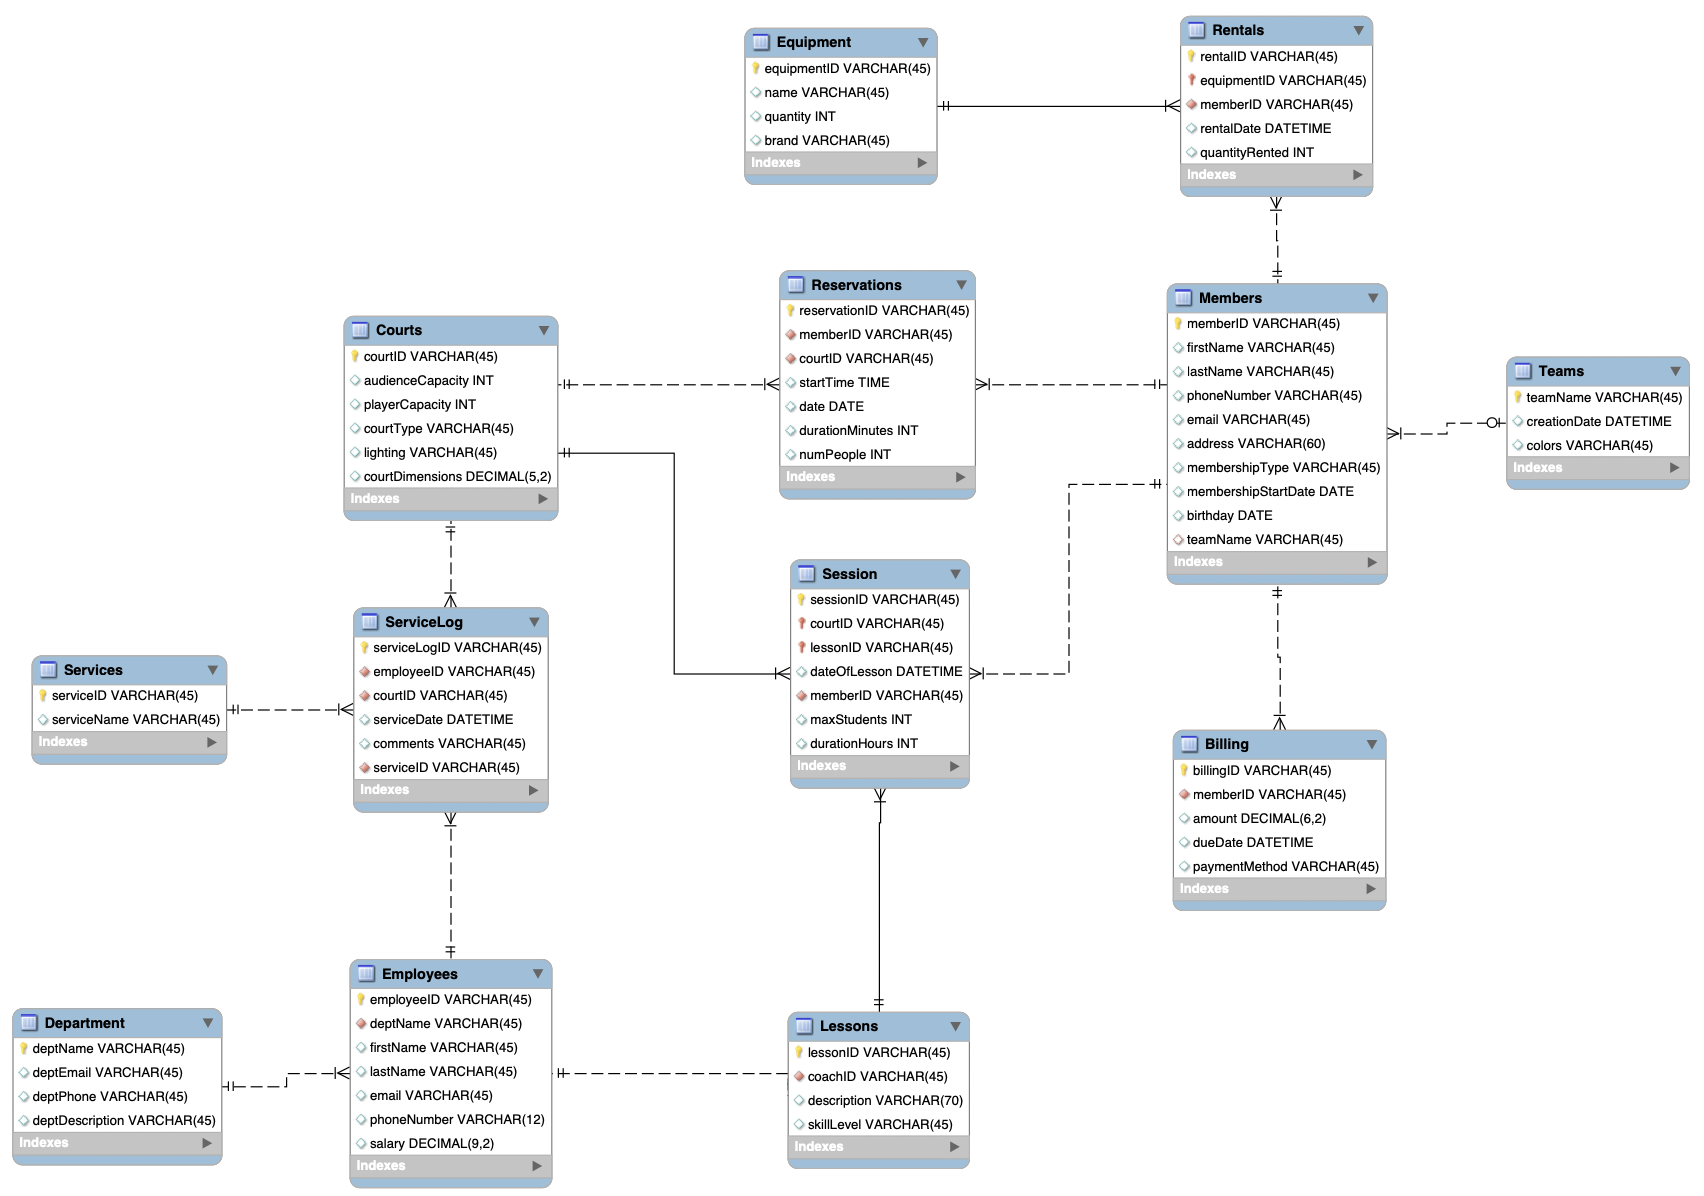 Equipment
equipmentID VARCHAR(45)
name VARCHAR(45)
quantity INT
brand VARCHAR(45)
Indexes
Rentals
rentalID VARCHAR(45)
equipmentID VARCHAR(45)
memberID VARCHAR(45)
rentalDate DATETIME
quantityRented INT
Indexes
Reservations
reservationID VARCHAR(45)
memberID VARCHAR(45)
courtID VARCHAR(45)
startTime TIME
date DATE
durationMinutes INT
numPeople INT
Indexes
Members
memberID VARCHAR(45)
firstName VARCHAR(45)
lastName VARCHAR(45)
phoneNumber VARCHAR(45)
email VARCHAR(45)
address VARCHAR(60)
membershipType VARCHAR(45)
membershipStartDate DATE
birthday DATE
teamName VARCHAR(45)
Indexes
Courts
courtID VARCHAR(45)
audienceCapacity INT
playerCapacity INT
courtType VARCHAR(45)
lighting VARCHAR(45)
courtDimensions DECIMAL(5,2)
Indexes
Teams
teamName VARCHAR(45)
creationDate DATETIME
colors VARCHAR(45)
Indexes
Session
sessionID VARCHAR(45)
courtID VARCHAR(45)
lessonID VARCHAR(45)
dateOfLesson DATETIME
memberID VARCHAR(45)
maxStudents INT
durationHours INT
Indexes
ServiceLog
serviceLogID VARCHAR(45)
employeeID VARCHAR(45)
courtID VARCHAR(45)
serviceDate DATETIME
comments VARCHAR(45)
serviceID VARCHAR(45)
Indexes
Services
serviceID VARCHAR(45)
serviceName VARCHAR(45)
Indexes
Billing
billingID VARCHAR(45)
memberID VARCHAR(45)
amount DECIMAL(6,2)
dueDate DATETIME
paymentMethod VARCHAR(45)
Indexes
Employees
employeeID VARCHAR(45)
deptName VARCHAR(45)
firstName VARCHAR(45)
lastName VARCHAR(45)
email VARCHAR(45)
phoneNumber VARCHAR(12)
salary DECIMAL(9,2)
Indexes
Department
deptName VARCHAR(45)
deptEmail VARCHAR(45)
deptPhone VARCHAR(45)
deptDescription VARCHAR(45)
Indexes
Lessons
lessonID VARCHAR(45)
coachID VARCHAR(45)
description VARCHAR(70)
skillLevel VARCHAR(45)
Indexes